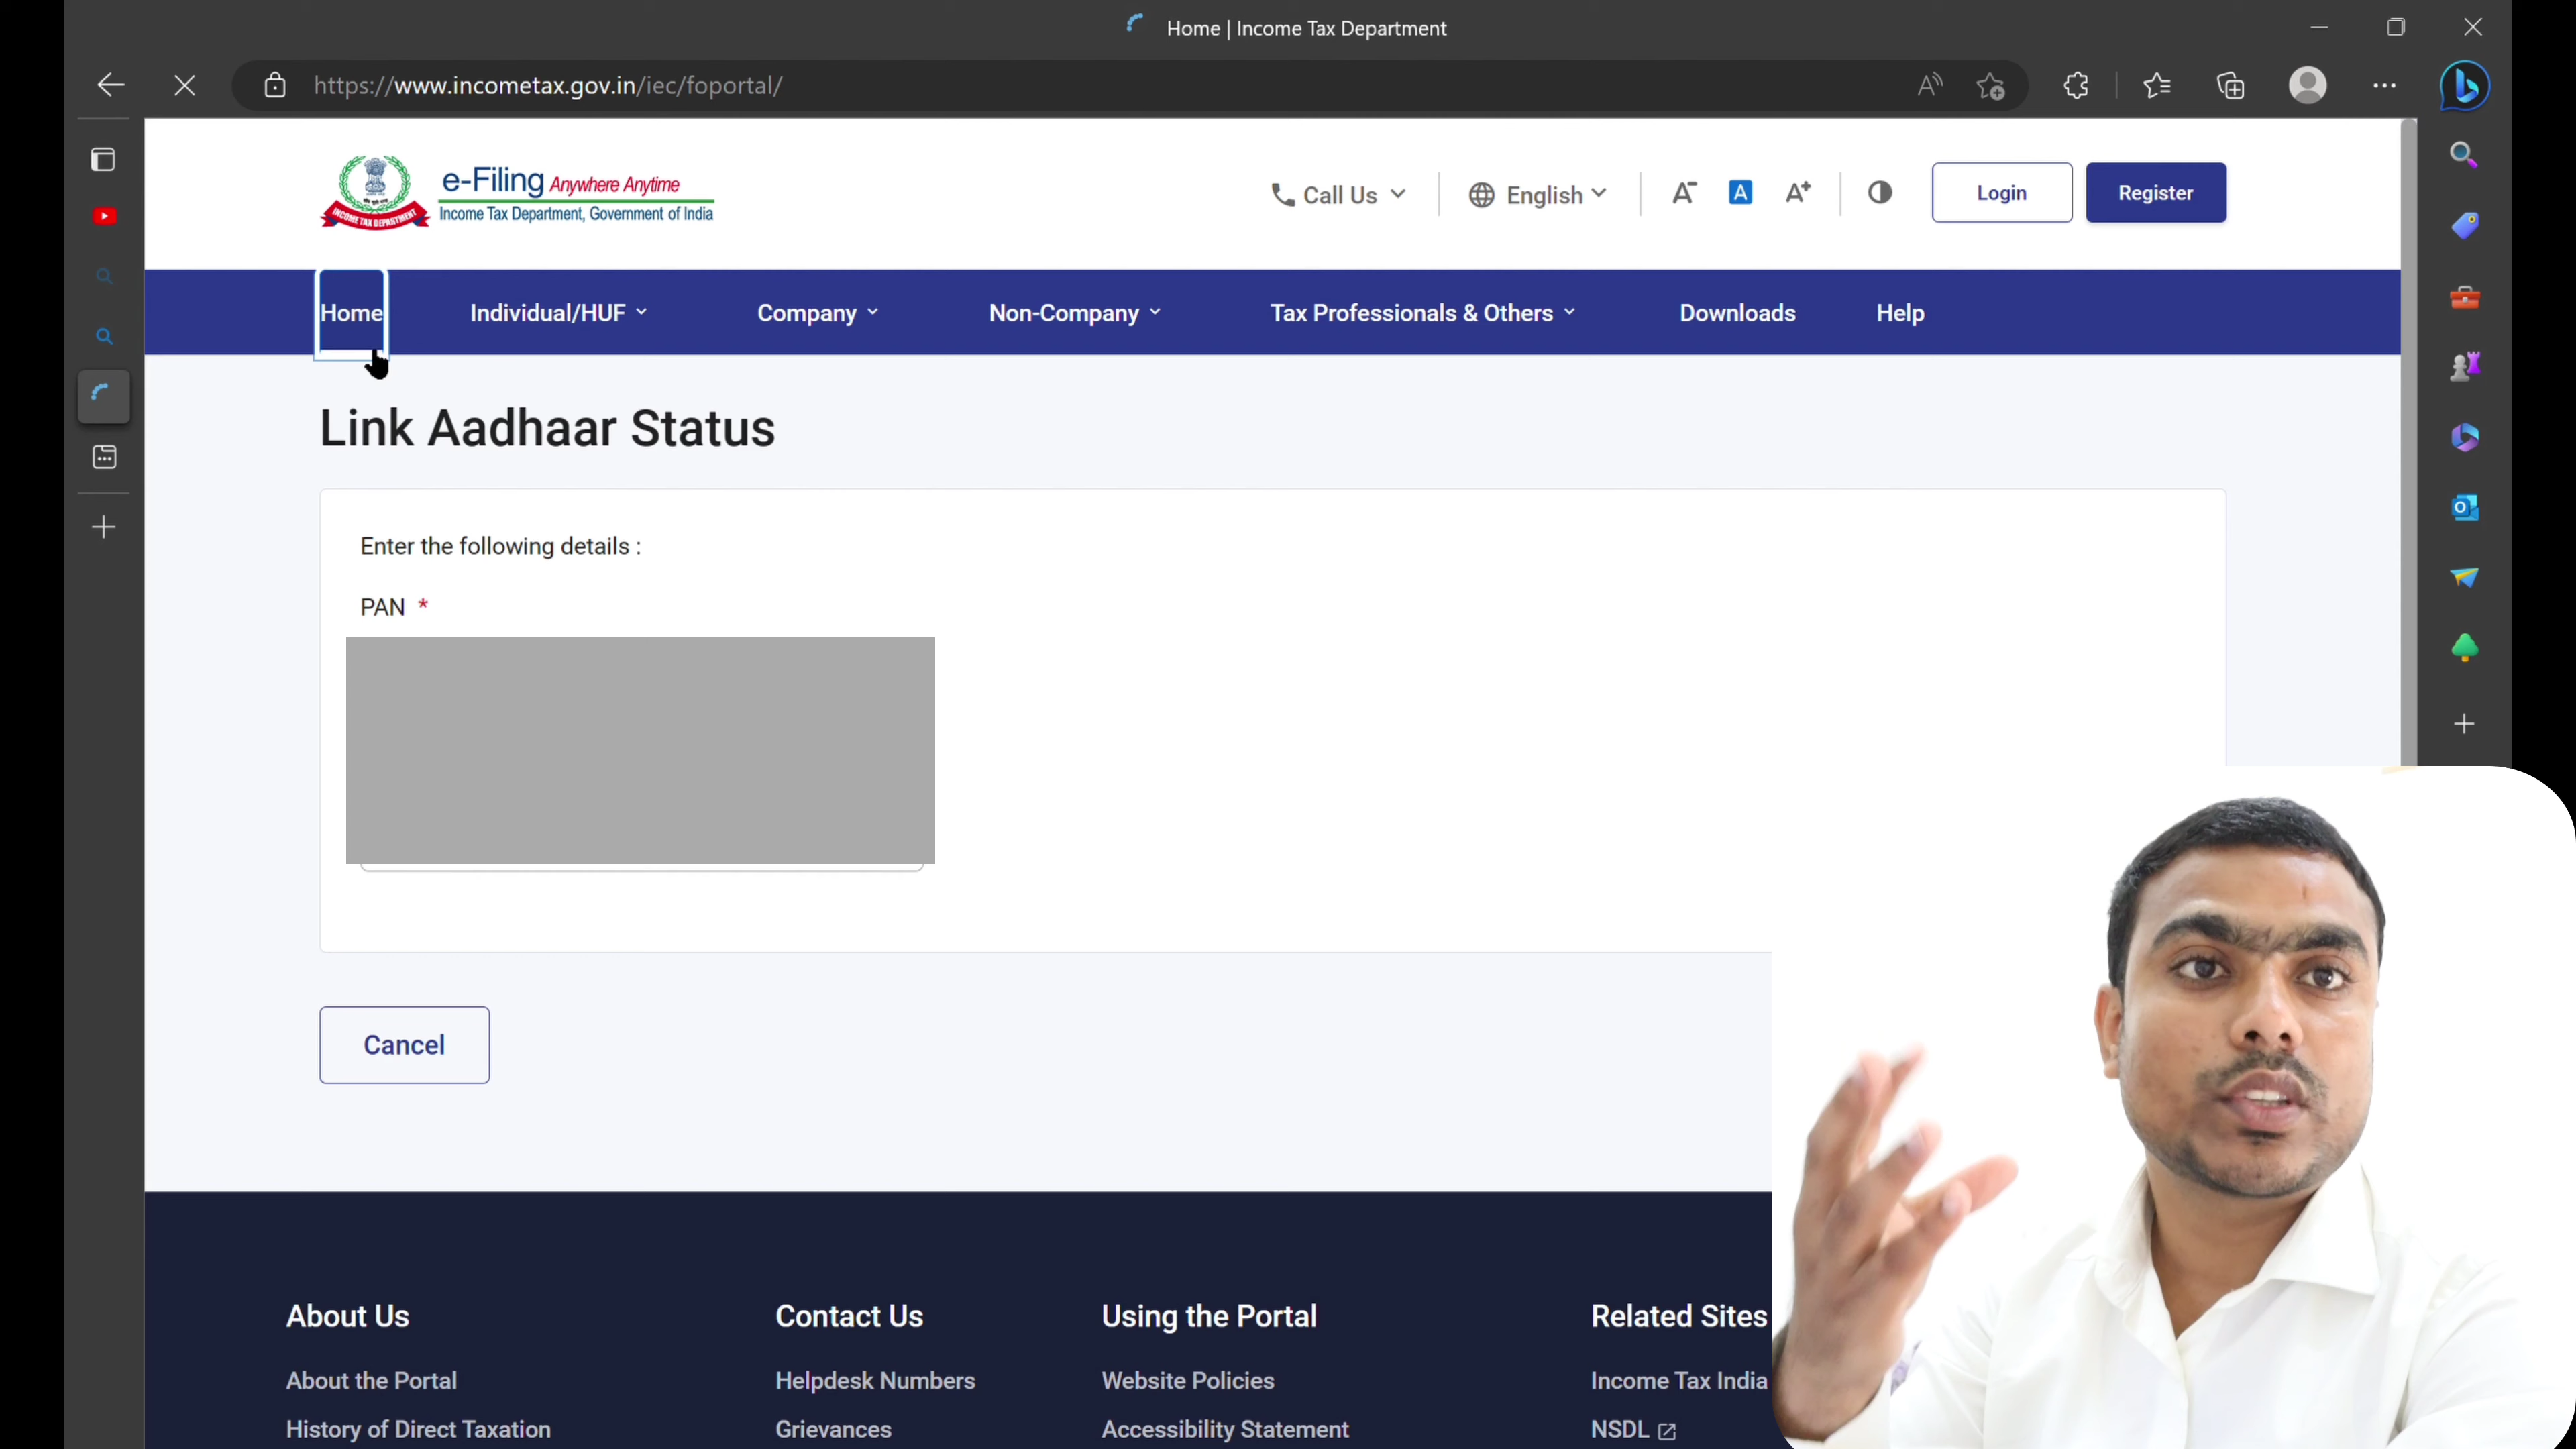 Home | Income Tax Department
https://www.incometax.gov.in/iec/foportal/
INCOME TAX DEPARTMENT
e-Filing Anywhere Anytime
Income Tax Department, Government of India
Call Us
English
A-
A
A+
Login
Register
Home
Individual/HUF
Company
Non-Company
Tax Professionals & Others
Downloads
Help
Link Aadhaar Status
Enter the following details :
PAN *
Cancel
About Us
Contact Us
Using the Portal
Related Sites
About the Portal
Helpdesk Numbers
Website Policies
Income Tax India
History of Direct Taxation
Grievances
Accessibility Statement
NSDL